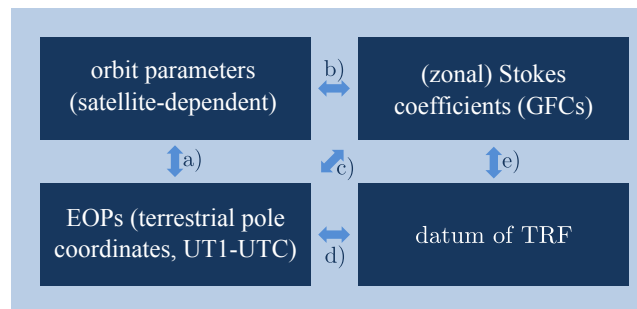 orbit parameters
(satellite-dependent)
b)
(zonal) Stokes
coefficients (GFCs)
a)
c)
e)
EOPs (terrestrial pole
coordinates, UT1-UTC)
d)
datum of TRF